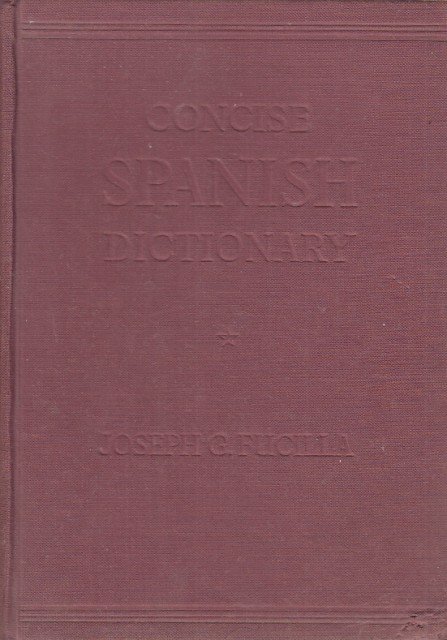 CONCISE
SPANISH
DICTIONARY
JOSEPH G. FUCILLA